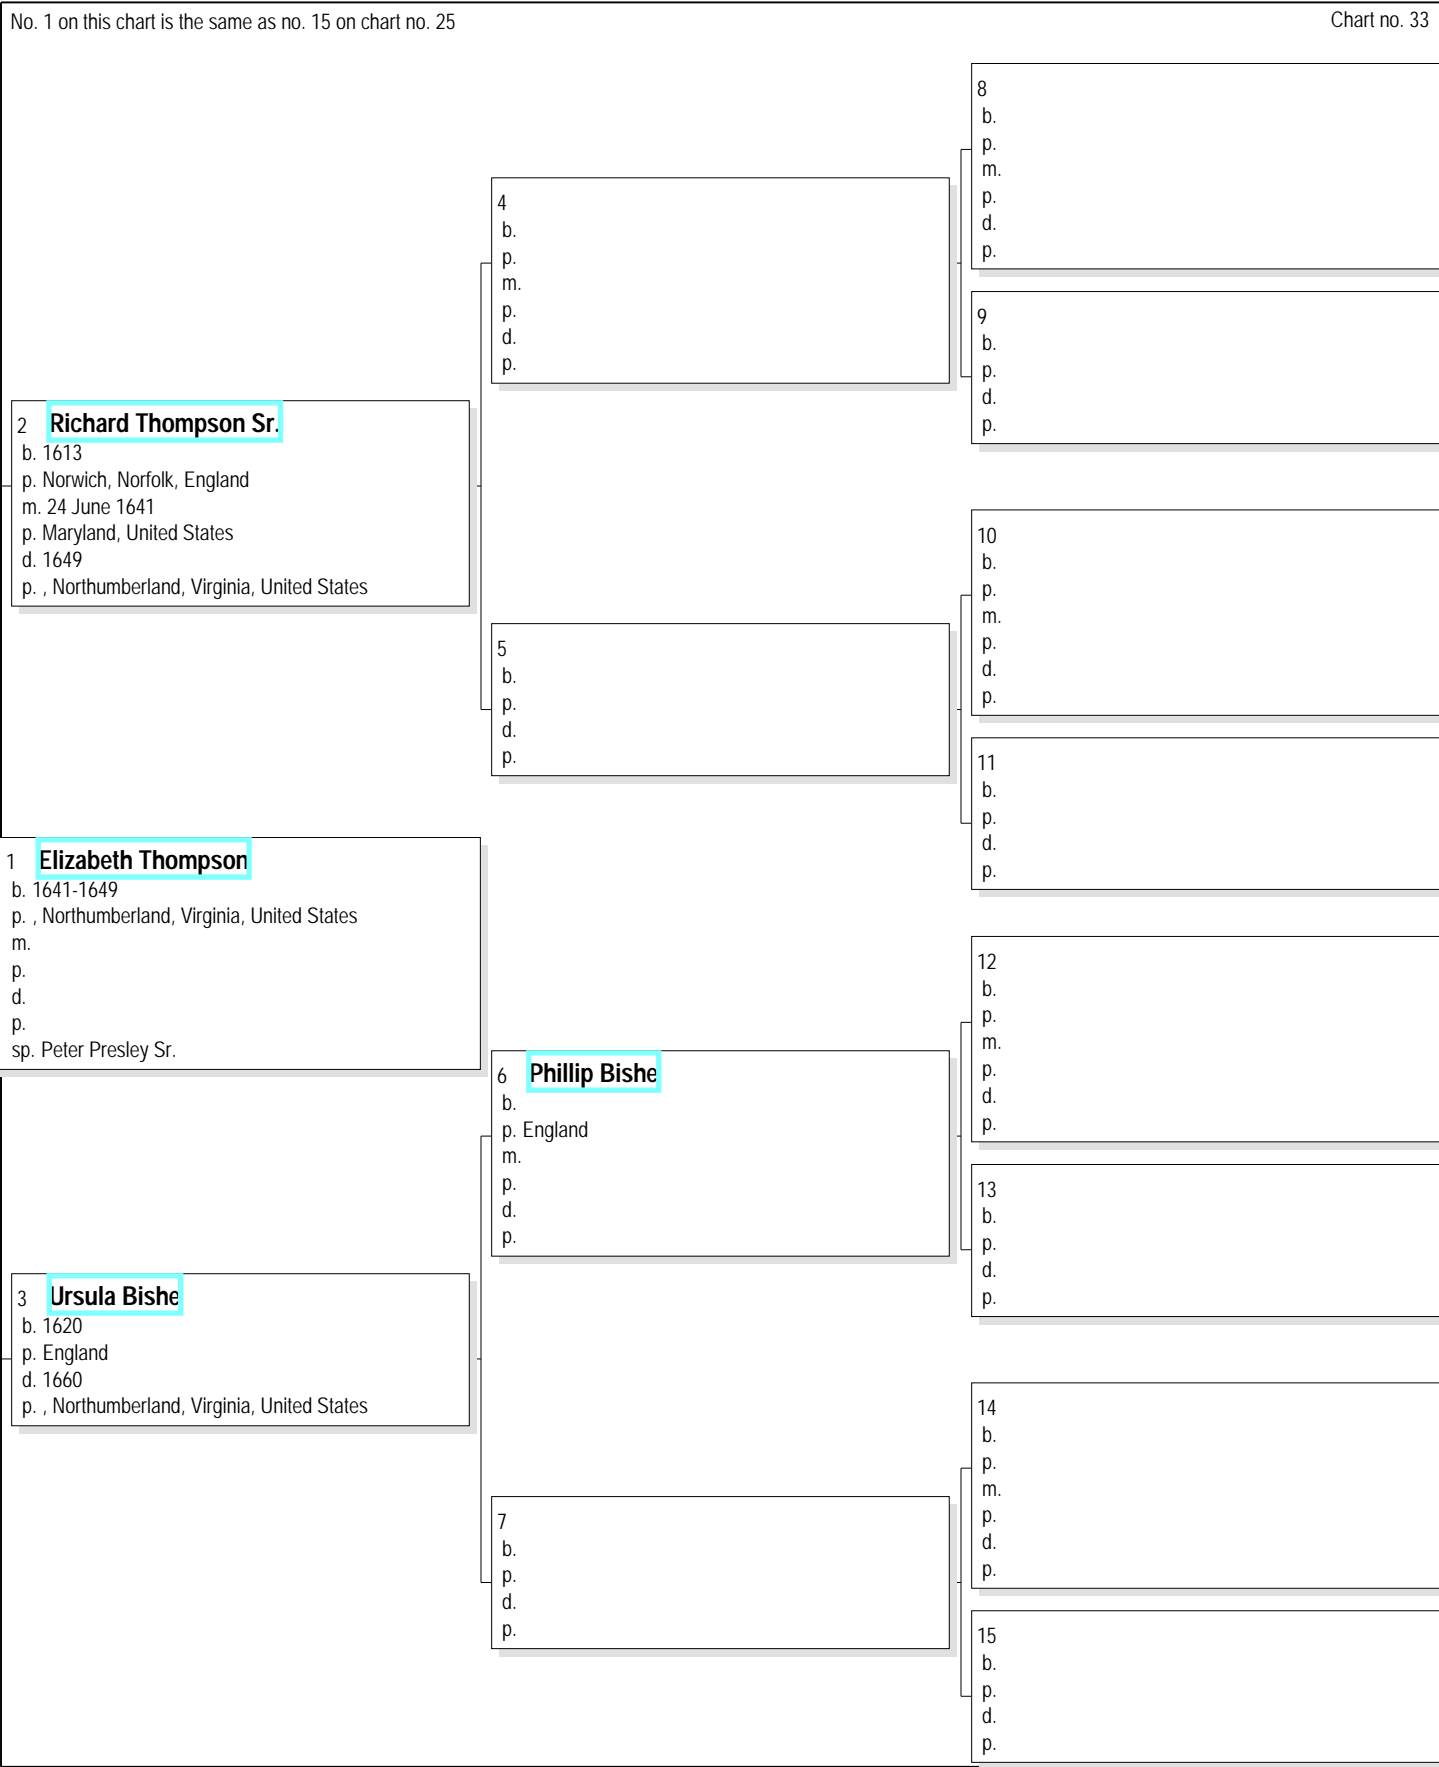 No. 1 on this chart is the same as no. 15 on chart no. 25
Chart no. 33
8
b.
p.
m.
p.
d.
p.
4
b.
p.
m.
p.
d.
p.
9
b.
p.
d.
p.
2 Richard Thompson Sr.
b. 1613
p. Norwich, Norfolk, England
m. 24 June 1641
p. Maryland, United States
d. 1649
p. , Northumberland, Virginia, United States
10
b.
p.
m.
p.
d.
p.
5
b.
p.
d.
p.
11
b.
p.
d.
p.
1 Elizabeth Thompson
b. 1641-1649
p. , Northumberland, Virginia, United States
m.
p.
d.
p.
sp. Peter Presley Sr.
12
b.
p.
m.
p.
d.
p.
6 Phillip Bishe
b.
p. England
m.
p.
d.
p.
13
b.
p.
d.
p.
3 Ursula Bishe
b. 1620
p. England
d. 1660
p. , Northumberland, Virginia, United States
14
b.
p.
m.
p.
d.
p.
7
b.
p.
d.
p.
15
b.
p.
d.
p.